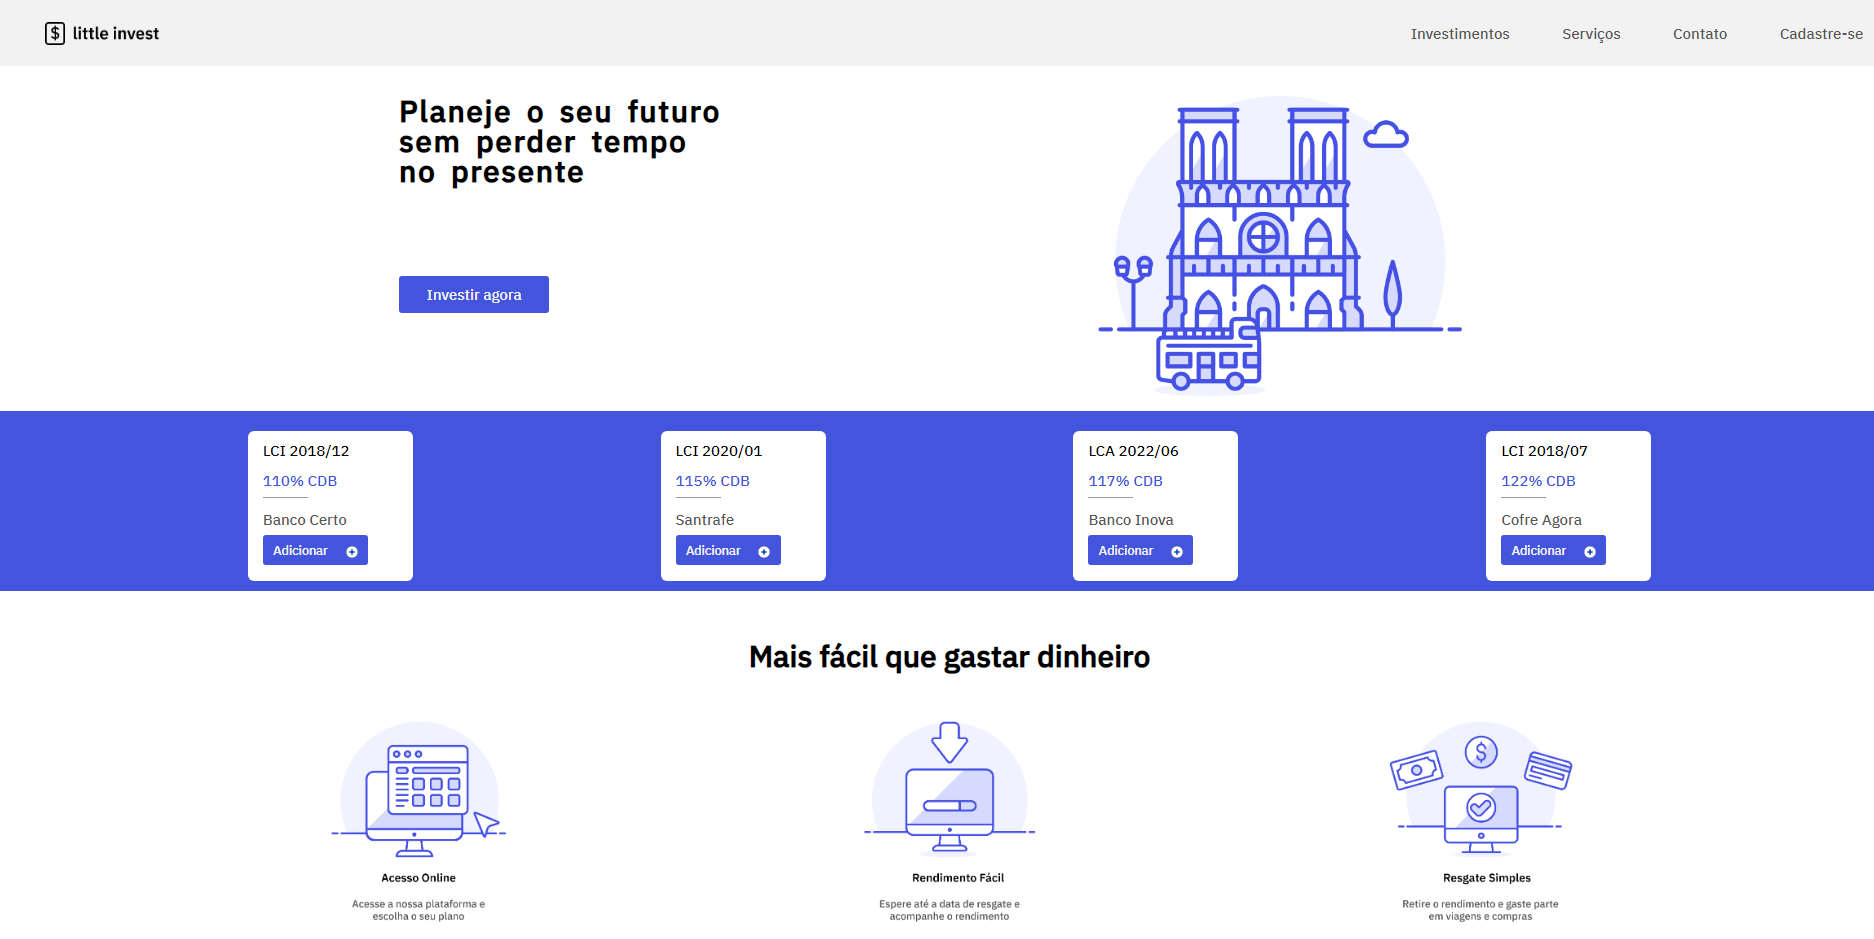 $ little invest
Investimentos Serviços Contato Cadastre-se
Planeje o seu futuro
sem perder tempo
no presente
Investir agora
LCI 2018/12
110% CDB
Banco Certo
Adicionar
LCI 2020/01
115% CDB
Santrafe
Adicionar
LCA 2022/06
117% CDB
Banco Inova
Adicionar
LCI 2018/07
122% CDB
Cofre Agora
Adicionar
Mais fácil que gastar dinheiro
Acesso Online
Acesse a nossa plataforma e
escolha o seu plano
Rendimento Fácil
Espere até a data de resgate e
acompanhe o rendimento
$
Resgate Simples
Retire o rendimento e gaste parte
em viagens e compras